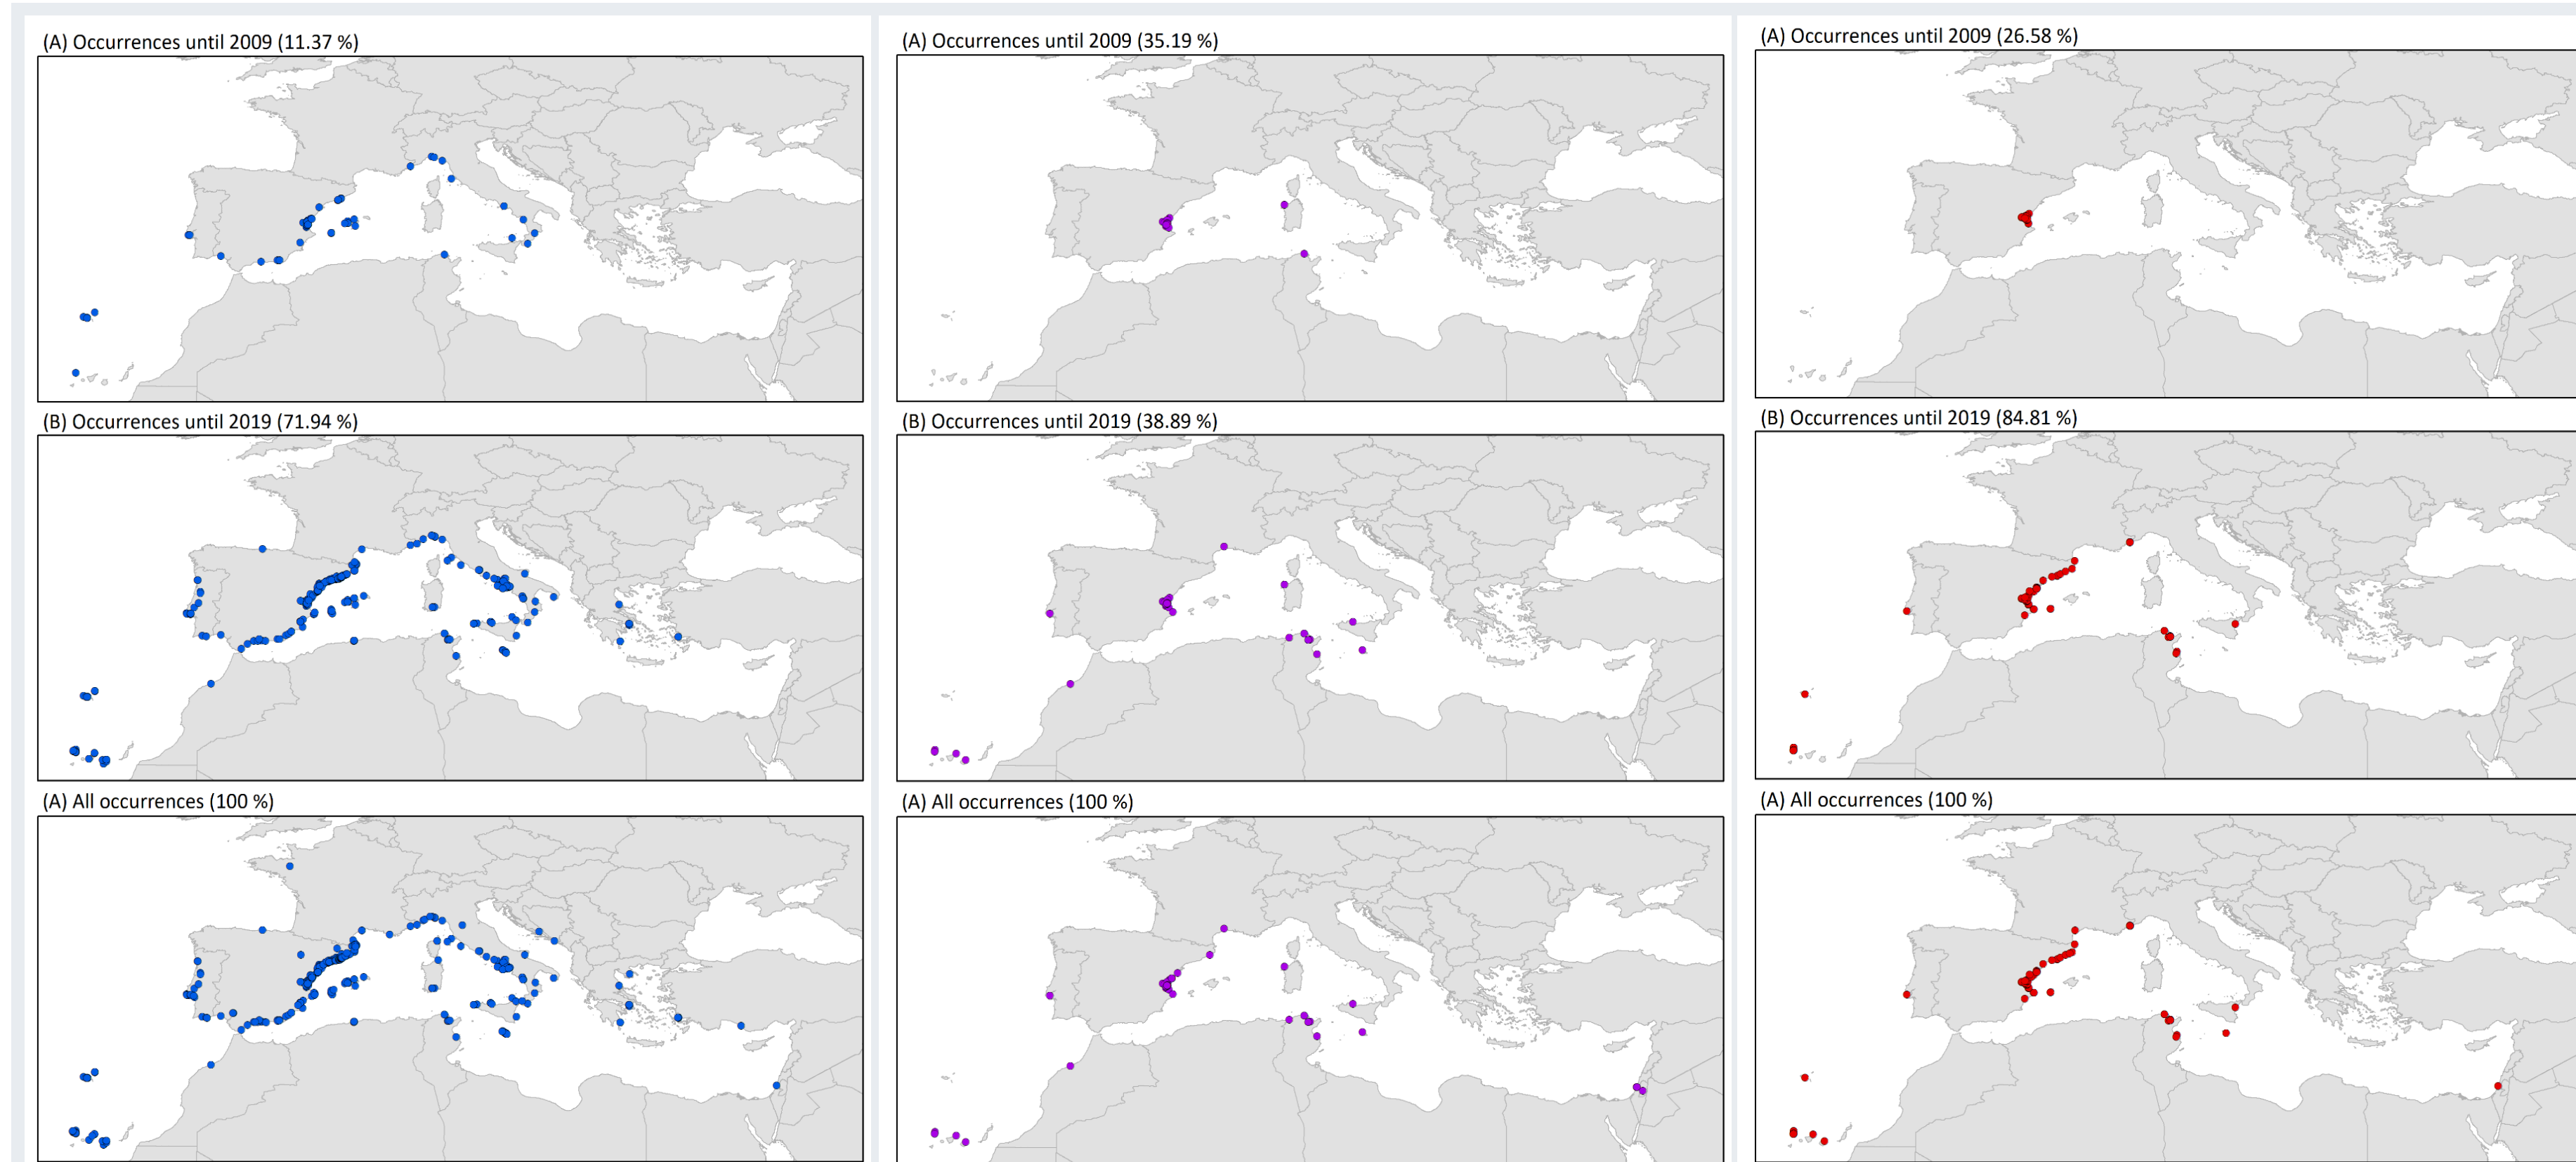 (A) Occurrences until 2009 (11.37 %)
(A) Occurrences until 2009 (35.19 %)
(A) Occurrences until 2009 (26.58 %)
(B) Occurrences until 2019 (71.94 %)
(B) Occurrences until 2019 (38.89 %)
(B) Occurrences until 2019 (84.81 %)
(A) All occurrences (100 %)
(A) All occurrences (100 %)
(A) All occurrences (100 %)